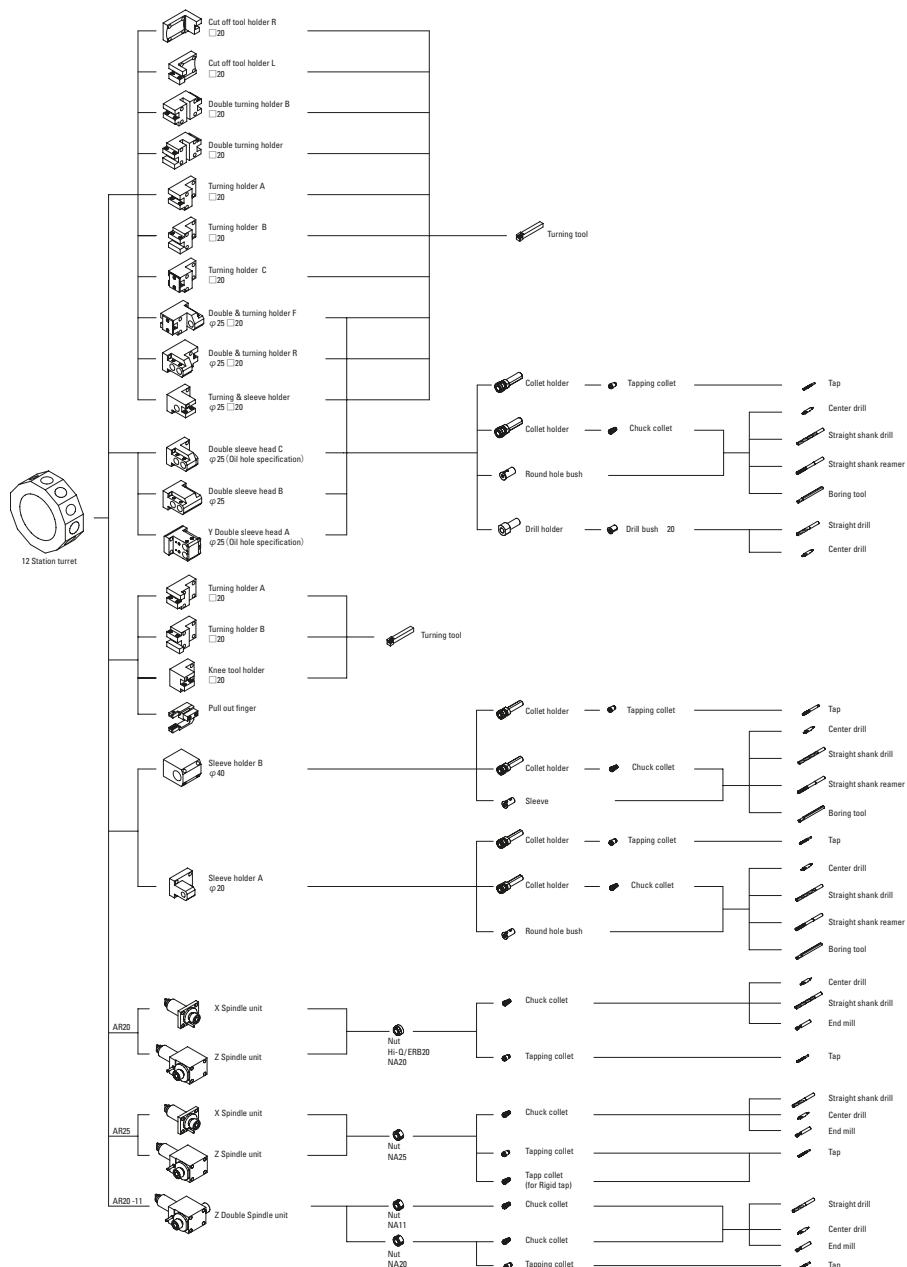 Cut off tool holder R
□20
Cut off tool holder L
□20
Double turning holder B
□20
Double turning holder
□20
Turning holder A
□20
Turning holder B
□20
Turning tool
Turning holder C
□20
Double & turning holder F
φ25 □20
Double & turning holder R
φ25 □20
Collet holder
Tapping collet
Tap
Turning & sleeve holder
φ25 □20
Center drill
Collet holder
Chuck collet
Straight shank drill
Double sleeve head C
φ25 (Oil hole specification)
Straight shank reamer
Round hole bush
Double sleeve head B
φ25
Boring tool
Y Double sleeve head A
φ25 (Oil hole specification)
Drill holder
Drill bush 20
Straight drill
Center drill
12 Station turret
Turning holder A
□20
Turning holder B
□20
Turning tool
Knee tool holder
□20
Pull out finger
Collet holder
Tapping collet
Tap
Center drill
Straight shank drill
Sleeve holder B
φ40
Collet holder
Chuck collet
Straight shank reamer
Sleeve
Boring tool
Collet holder
Tapping collet
Tap
Center drill
Sleeve holder A
φ20
Collet holder
Chuck collet
Straight shank drill
Straight shank reamer
Round hole bush
Boring tool
Center drill
X Spindle unit
Chuck collet
Straight shank drill
AR20
End mill
Nut
Hi-Q/ERB20
NA20
Z Spindle unit
Tapping collet
Tap
Straight shank drill
X Spindle unit
Chuck collet
Center drill
AR25
End mill
Nut
NA25
Z Spindle unit
Tapping collet
Tap
Tapp collet
(for Rigid tap)
AR20 -11
Z Double Spindle unit
Nut
NA11
Chuck collet
Straight drill
Center drill
Chuck collet
End mill
Nut
NA20
Tapping collet
Tap